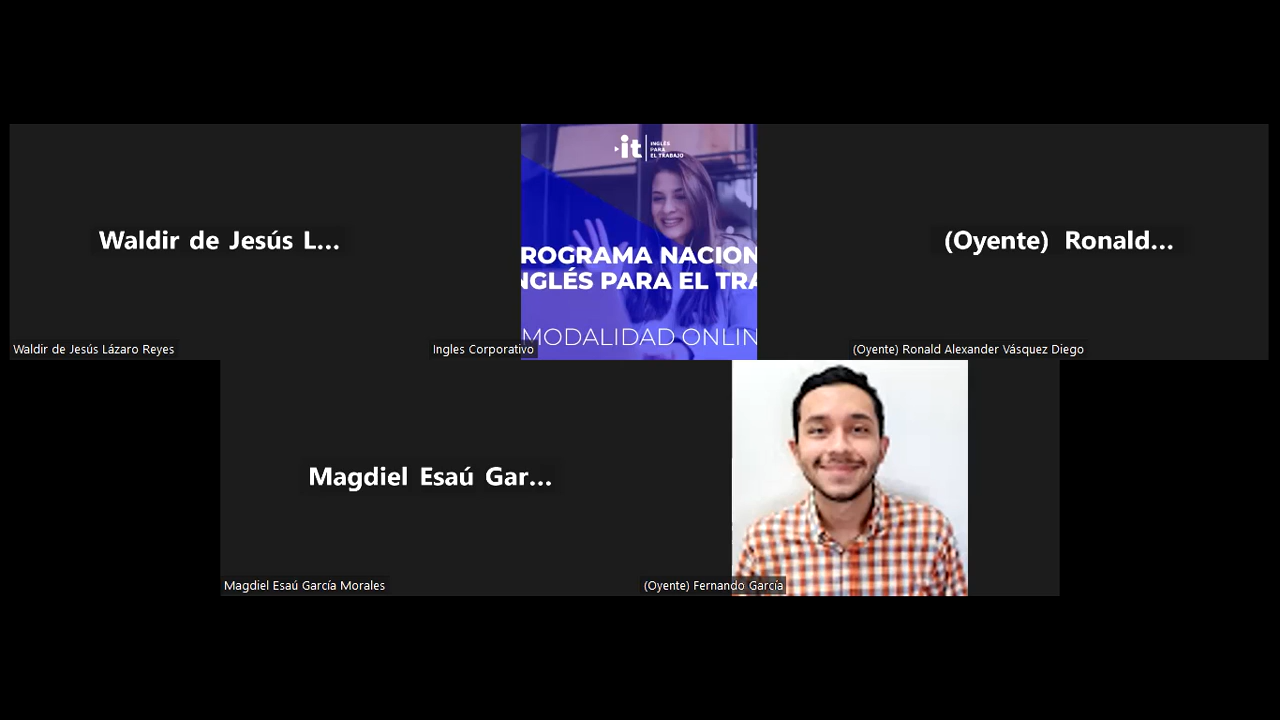 Waldir de Jesús L...
Waldir de Jesús Lázaro Reyes
it
INGLÉS
PARA
EL TRABAJO
ROGRAMA NACION
NGLÉS PARA EL TRA
MODALIDAD ONLIN
Ingles Corporativo
(Oyente) Ronald...
(Oyente) Ronald Alexander Vásquez Diego
Magdiel Esaú Gar...
Magdiel Esaú García Morales
(Oyente) Fernando García